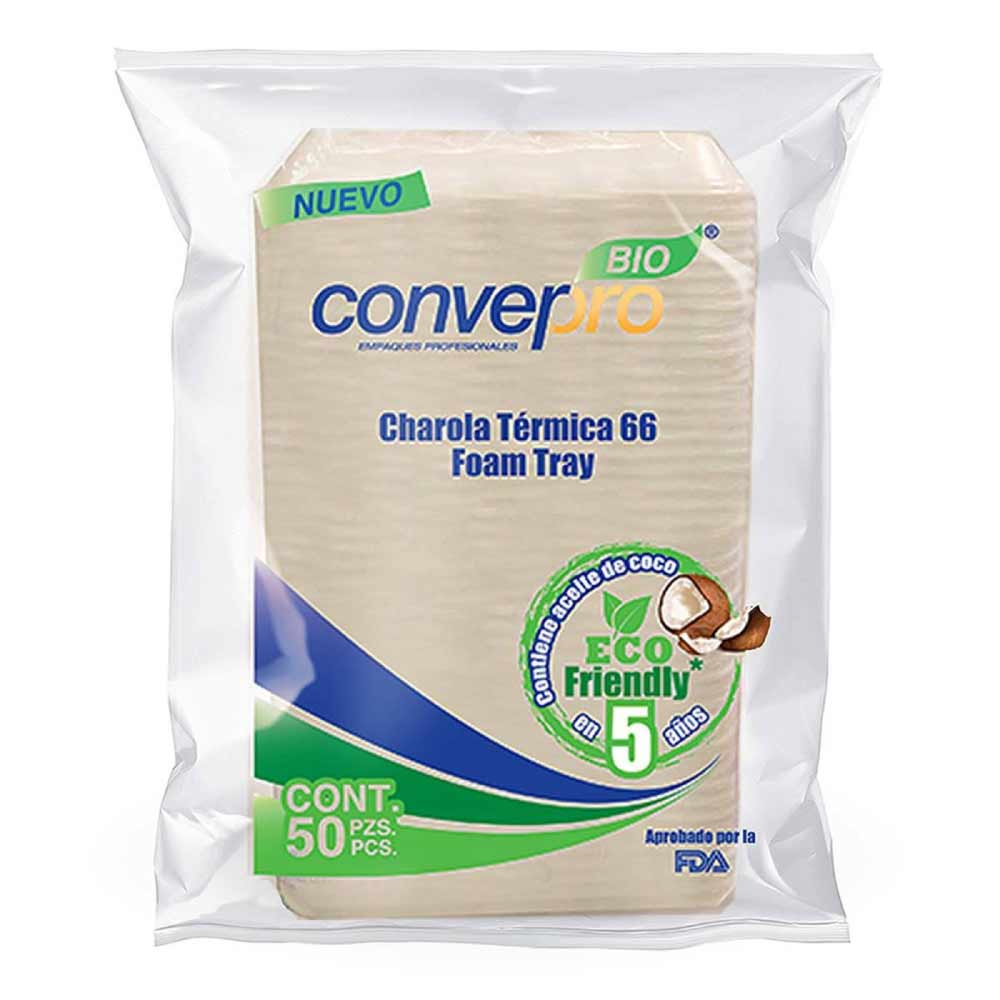 NUEVO
BIO
®
converpro
EMPAQUES PROFESIONALES
Charola Térmica 66
Foam Tray
Contiene aceite de coco
ECO
Friendly*
en 5 años
CONT.
50 PZS.
PCS.
Aprobado por la
FDA